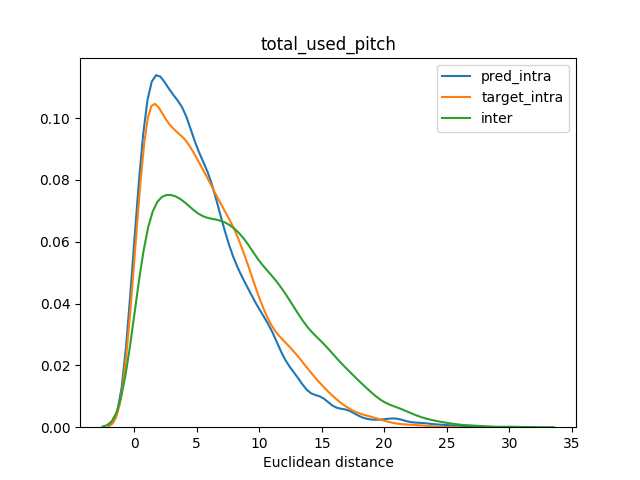 total_used_pitch
pred_intra
target_intra
inter
0.10
0.08
0.06
0.04
0.02
0.00
0 5 10 15 20 25 30 35
Euclidean distance